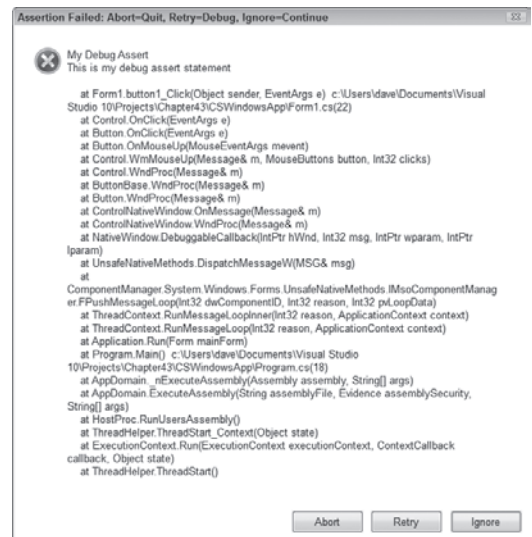 Assertion Failed: Abort=Quit, Retry=Debug, Ignore=Continue
My Debug Assert
This is my debug assert statement
at Form1.button1_Click(Object sender, EventArgs e)  c:\Users\dave\Documents\Visual
Studio 10\Projects\Chapter43\CSWindowsApp\Form1.cs(22)
at Control.OnClick(EventArgs e)
at Button.OnClick(EventArgs e)
at Button.OnMouseUp(MouseEventArgs mevent)
at Control.WmMouseUp(Message& m, MouseButtons button, Int32 clicks)
at Control.WndProc(Message& m)
at ButtonBase.WndProc(Message& m)
at Button.WndProc(Message& m)
at ControlNativeWindow.OnMessage(Message& m)
at ControlNativeWindow.WndProc(Message& m)
at NativeWindow.DebuggableCallback(IntPtr hWnd, Int32 msg, IntPtr wparam, IntPtr
lparam)
at UnsafeNativeMethods.DispatchMessageW(MSG& msg)
at
ComponentManager.System.Windows.Forms.UnsafeNativeMethods.IMsoComponentManag
er.FPushMessageLoop(Int32 dwComponentID, Int32 reason, Int32 pvLoopData)
at ThreadContext.RunMessageLoopInner(Int32 reason, ApplicationContext context)
at ThreadContext.RunMessageLoop(Int32 reason, ApplicationContext context)
at Application.Run(Form mainForm)
at Program.Main()  c:\Users\dave\Documents\Visual Studio
10\Projects\Chapter43\CSWindowsApp\Program.cs(18)
at AppDomain._nExecuteAssembly(Assembly assembly, String[] args)
at AppDomain.ExecuteAssembly(String assemblyFile, Evidence assemblySecurity,
String[] args)
at HostProc.RunUsersAssembly()
at ThreadHelper.ThreadStart_Context(Object state)
at ExecutionContext.Run(ExecutionContext executionContext, ContextCallback
callback, Object state)
at ThreadHelper.ThreadStart()
Abort Retry Ignore